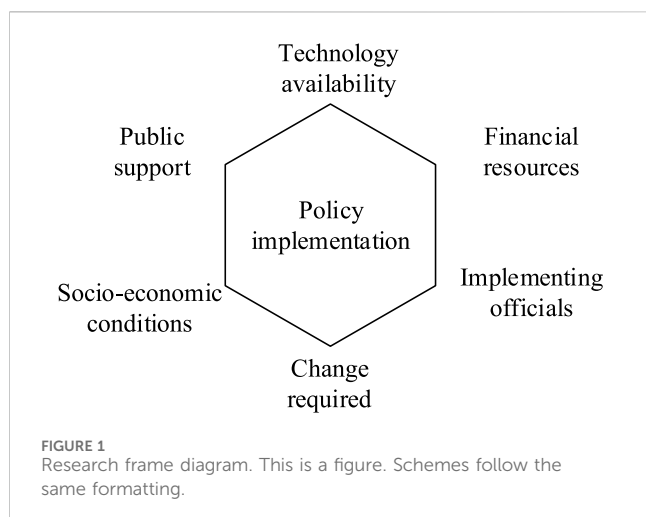 Technology
availability
Public
support
Financial
resources
Policy
implementation
Socio-economic
conditions
Implementing
officials
Change
required
FIGURE 1
Research frame diagram. This is a figure. Schemes follow the
same formatting.